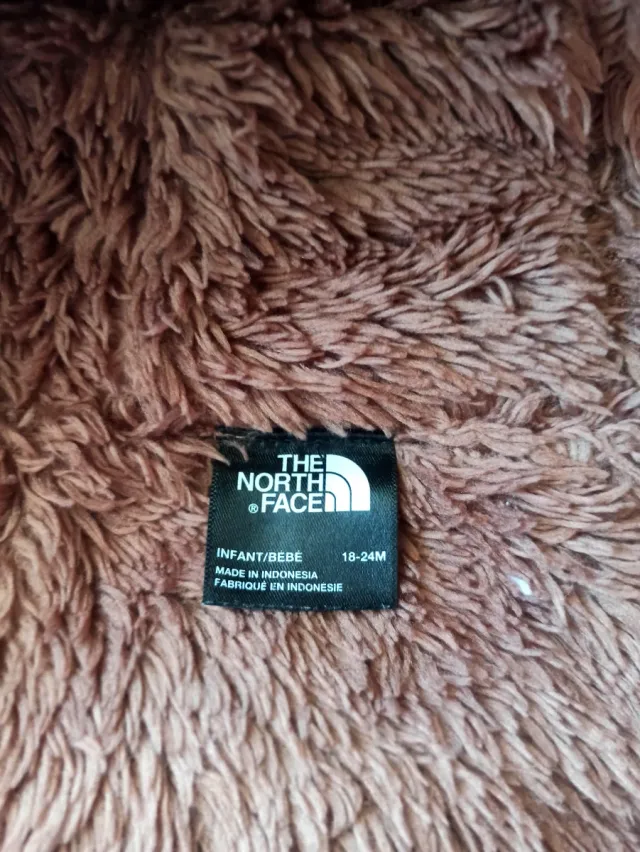 THE
NORTH
® FACE
INFANT/BÉBÉ 18-24M
MADE IN INDONESIA
FABRIQUÉ EN INDONESIE